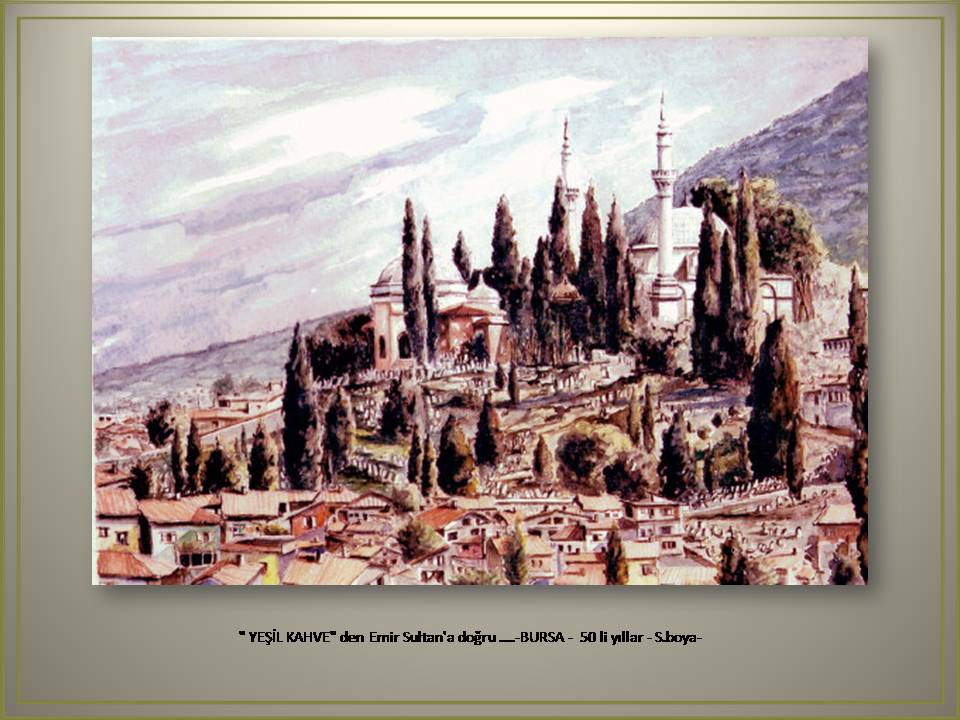 " YEŞİL KAHVE" den Emir Sultan'a doğru .....-BURSA - 50 li yıllar - S.boya-